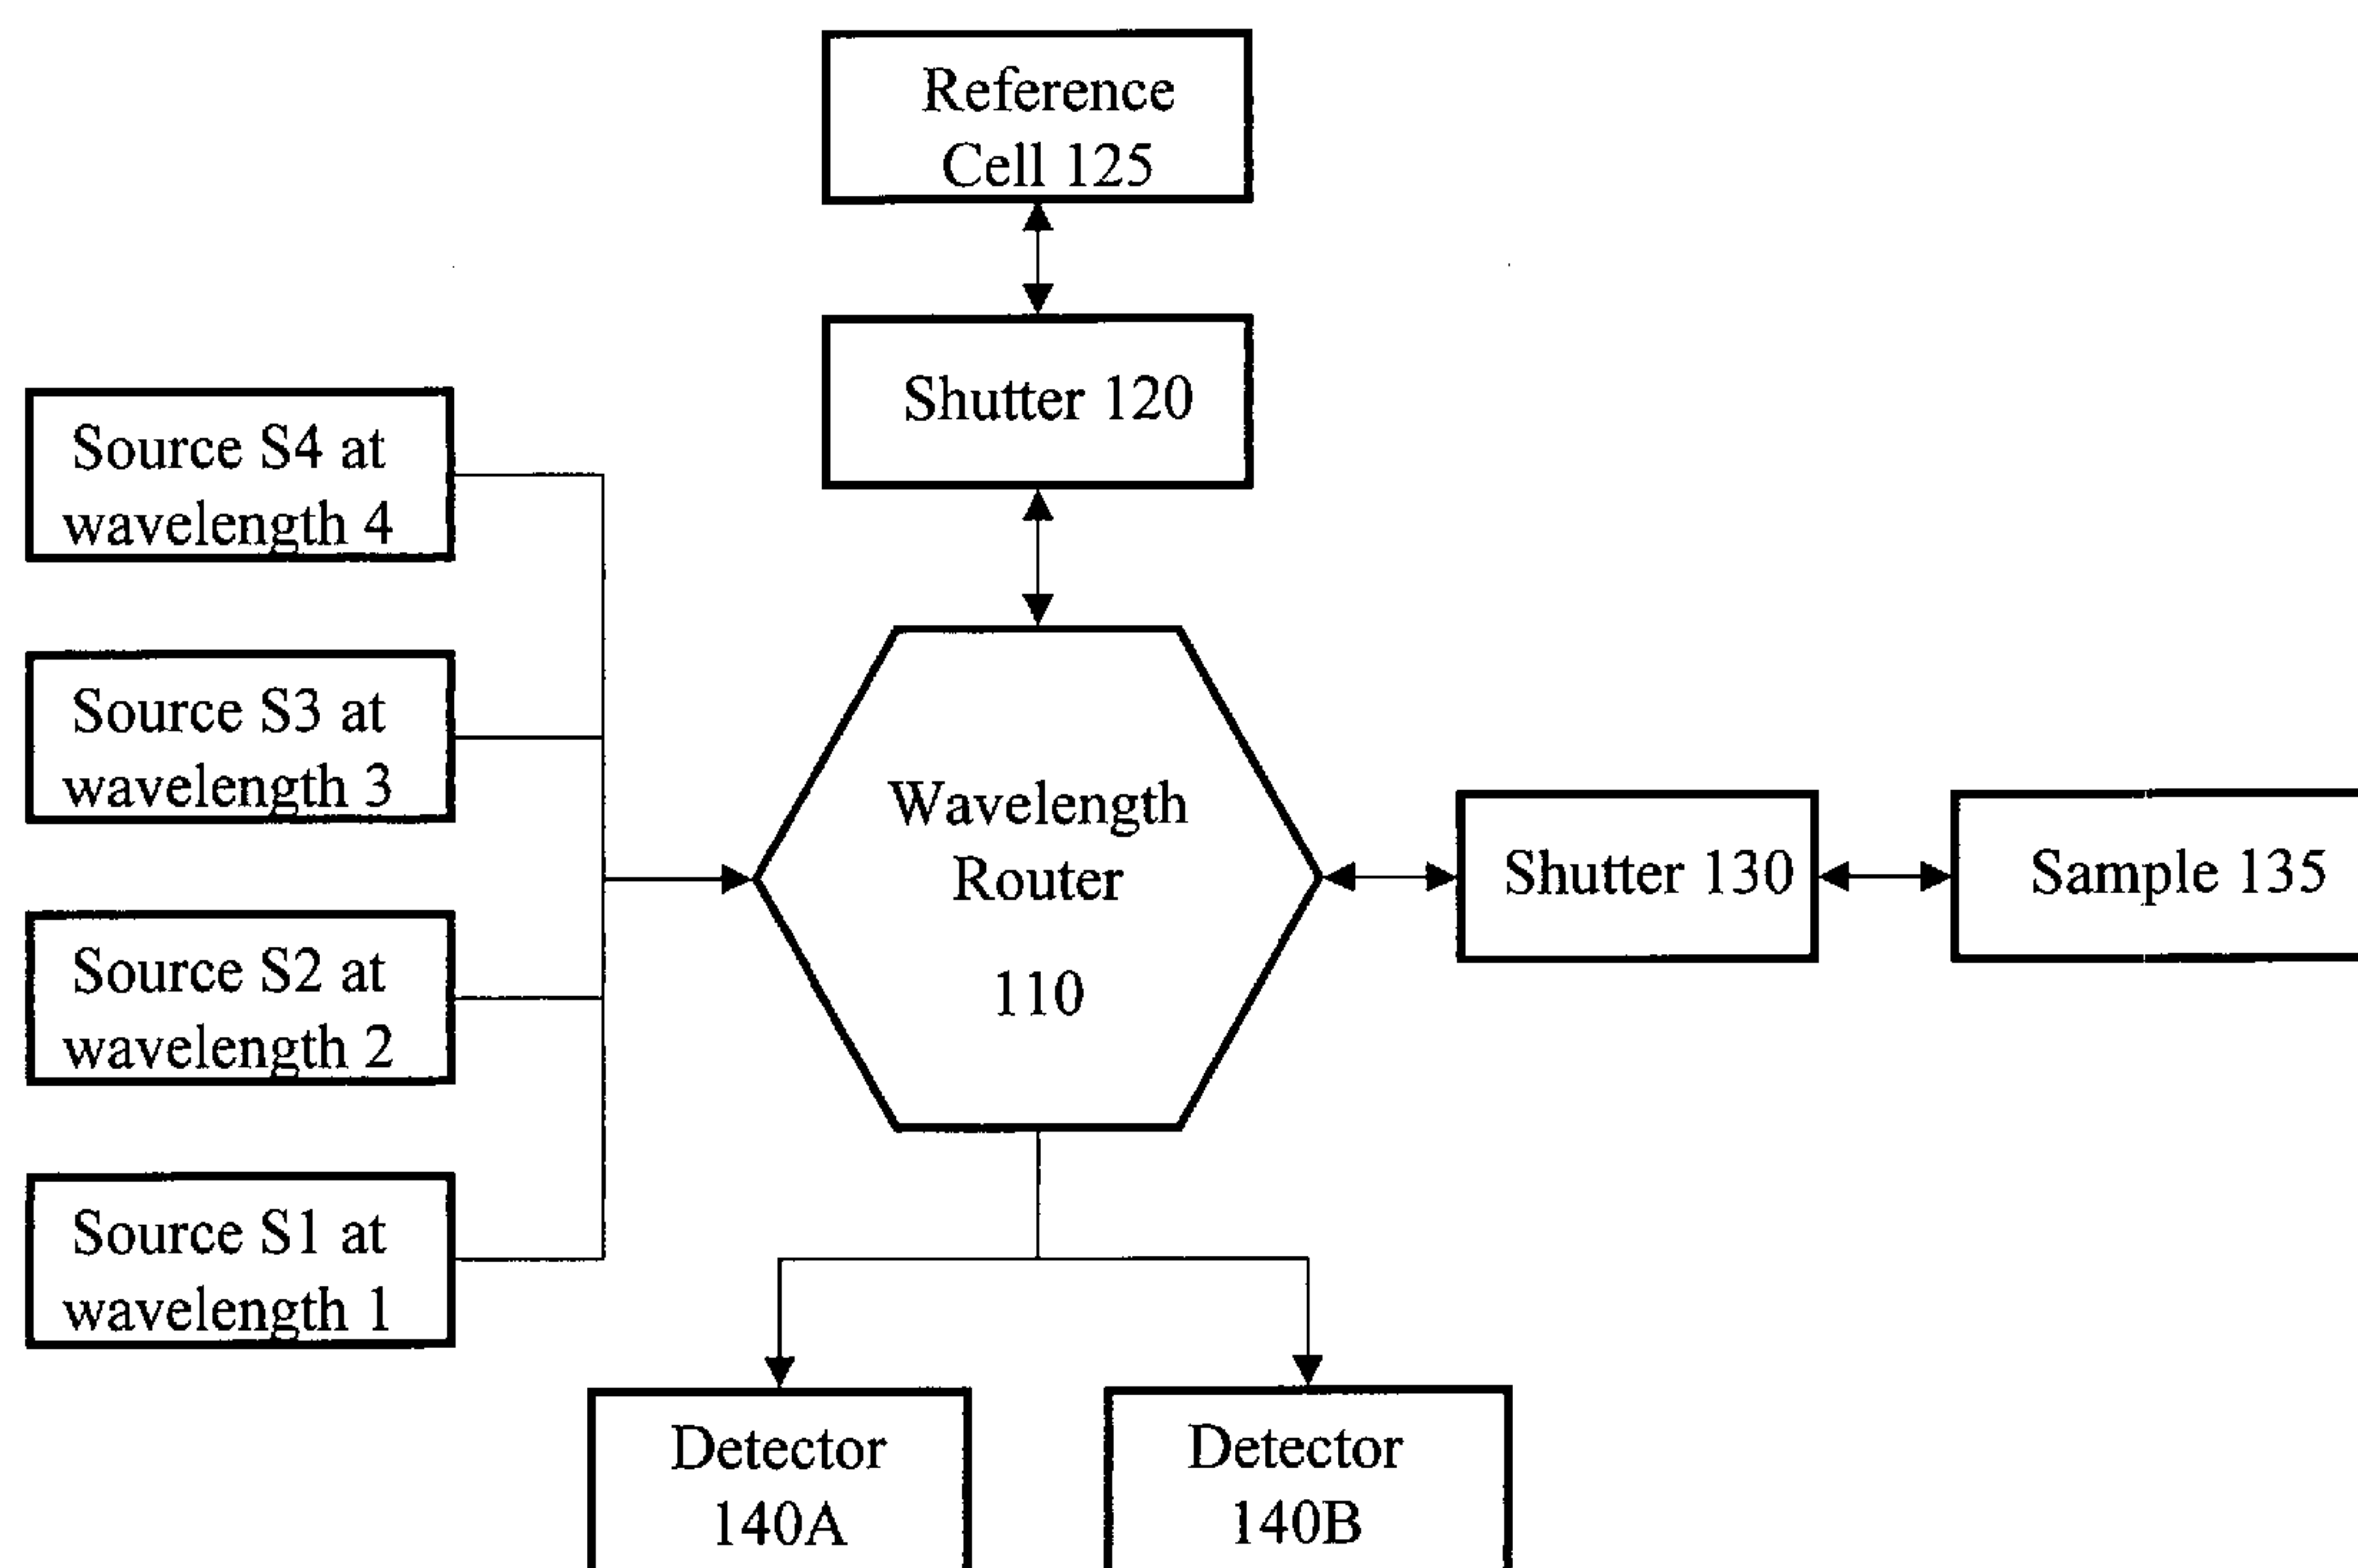 Reference
Cell 125
Shutter 120
Source S4 at
wavelength 4
Source S3 at
wavelength 3
Source S2 at
wavelength 2
Source S1 at
wavelength 1
Wavelength
Router
110
Shutter 130
Sample 135
Detector
140A
Detector
140B